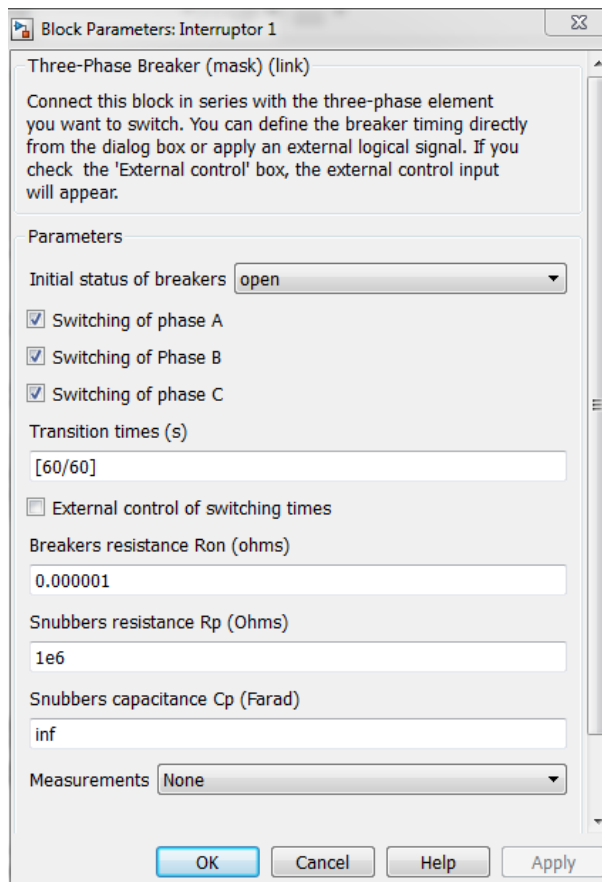 Block Parameters: Interruptor 1
Three-Phase Breaker (mask) (link)
Connect this block in series with the three-phase element
you want to switch. You can define the breaker timing directly
from the dialog box or apply an external logical signal. If you
check the 'External control' box, the external control input
will appear.
Parameters
Initial status of breakers open
Switching of phase A
Switching of Phase B
Switching of phase C
Transition times (s)
[60/60]
External control of switching times
Breakers resistance Ron (ohms)
0.000001
Snubbers resistance Rp (Ohms)
1e6
Snubbers capacitance Cp (Farad)
inf
Measurements None
OK Cancel Help Apply